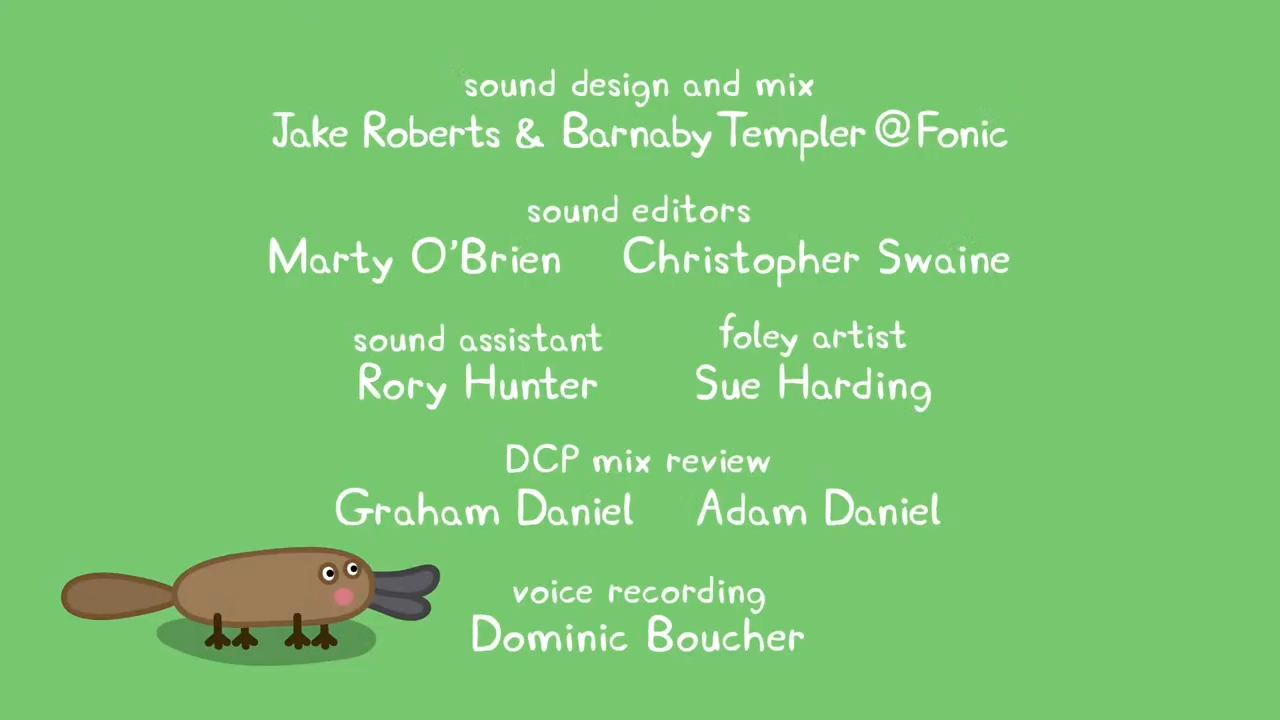 sound design and mix
Jake Roberts & Barnaby Templer @Fonic
sound editors
Marty O'Brien Christopher Swaine
sound assistant foley artist
Rory Hunter Sue Harding
DCP mix review
Graham Daniel Adam Daniel
voice recording
Dominic Boucher